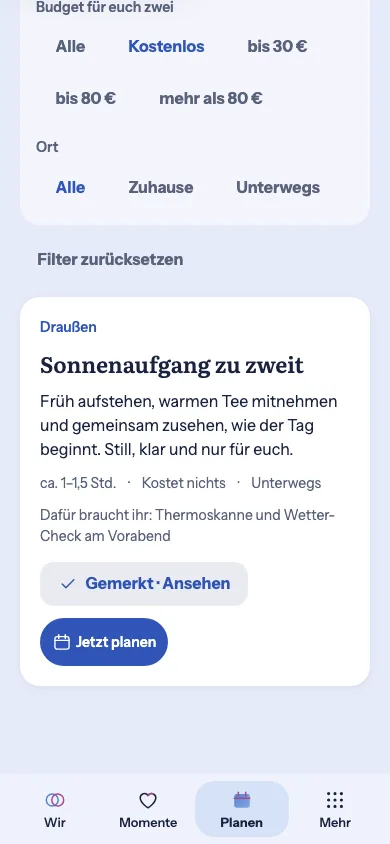 Budget für euch zwei
Alle Kostenlos bis 30 €
bis 80 € mehr als 80 €
Ort
Alle Zuhause Unterwegs
Filter zurücksetzen
Draußen
Sonnenaufgang zu zweit
Früh aufstehen, warmen Tee mitnehmen
und gemeinsam zusehen, wie der Tag
beginnt. Still, klar und nur für euch.
ca. 1–1,5 Std. · Kostet nichts · Unterwegs
Dafür braucht ihr: Thermoskanne und Wetter-
Check am Vorabend
Gemerkt · Ansehen
Jetzt planen
Wir Momente Planen Mehr